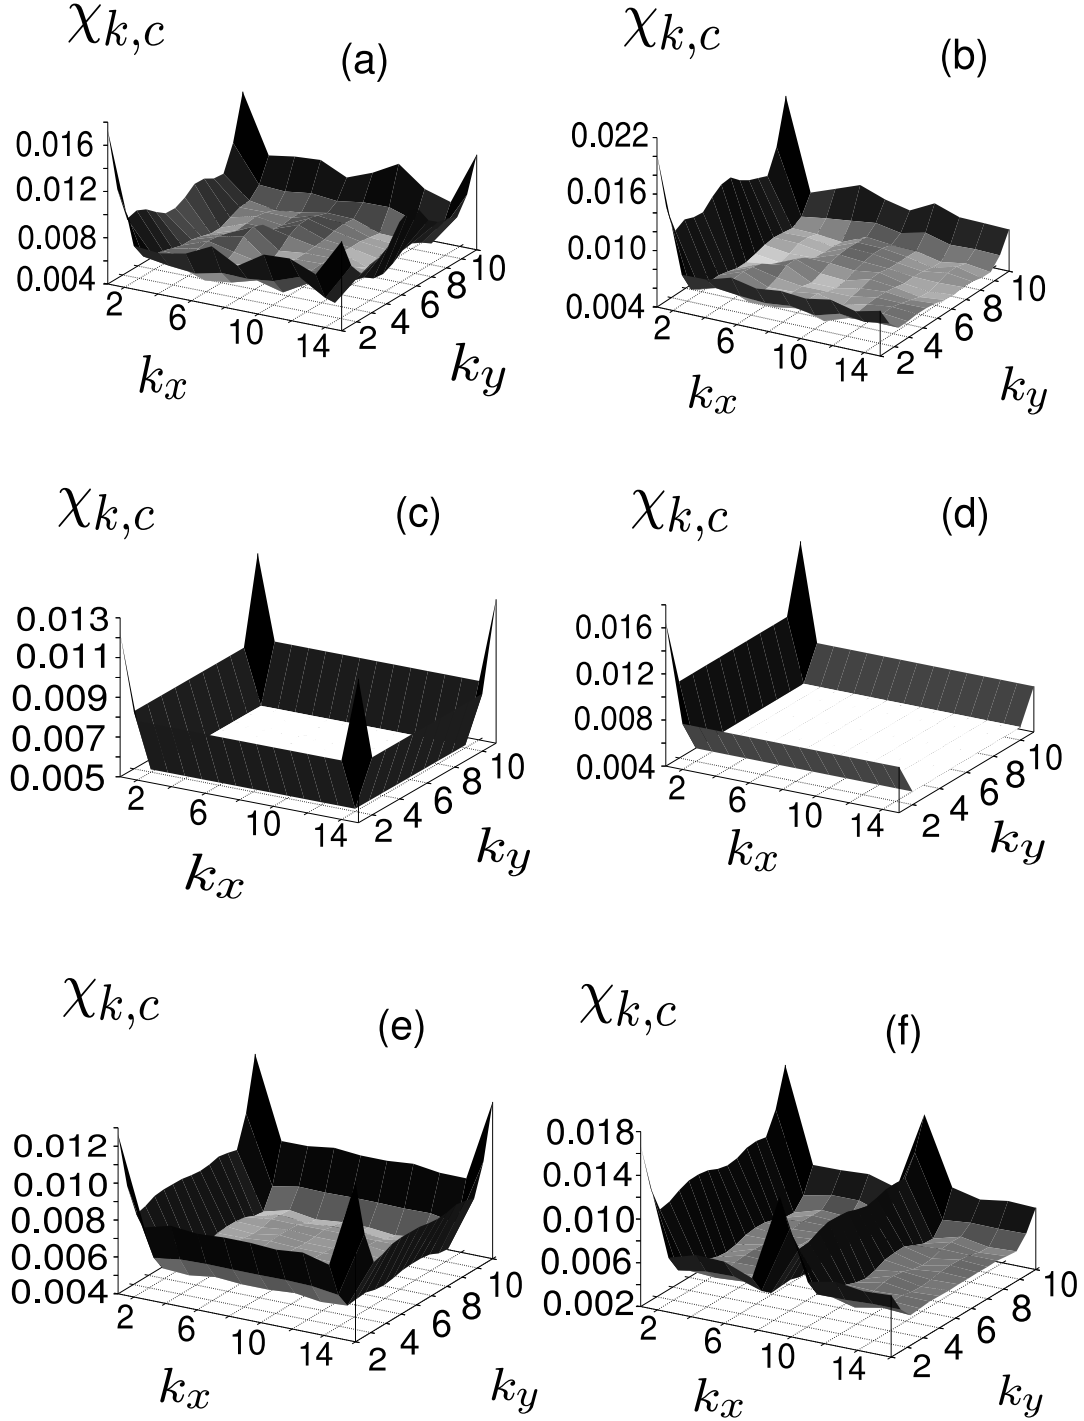 χk,c (a)
0.016
0.012
0.008
0.004
2 6 10 14
2 4 6 8 10
kx ky
χk,c (b)
0.022
0.016
0.010
0.004
2 6 10 14
2 4 6 8 10
kx ky
χk,c (c)
0.013
0.011
0.009
0.007
0.005
2 6 10 14
2 4 6 8 10
kx ky
χk,c (d)
0.016
0.012
0.008
0.004
2 6 10 14
2 4 6 8 10
kx ky
χk,c (e)
0.012
0.010
0.008
0.006
0.004
2 6 10 14
2 4 6 8 10
kx ky
χk,c (f)
0.018
0.014
0.010
0.006
0.002
2 6 10 14
2 4 6 8 10
kx ky